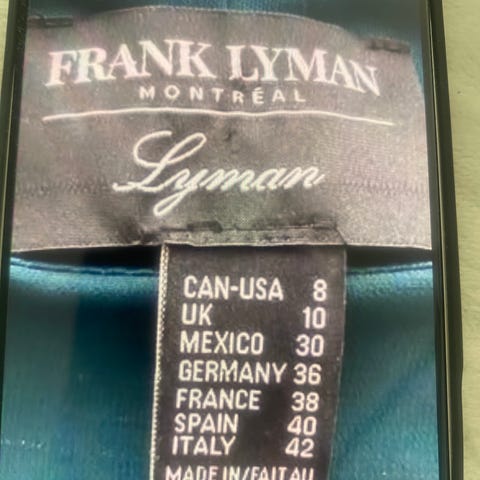 FRANK LYMAN
MONTRÉAL
Lyman
CAN-USA 8
UK 10
MEXICO 30
GERMANY 36
FRANCE 38
SPAIN 40
ITALY 42
MADE IN/FAIT AU